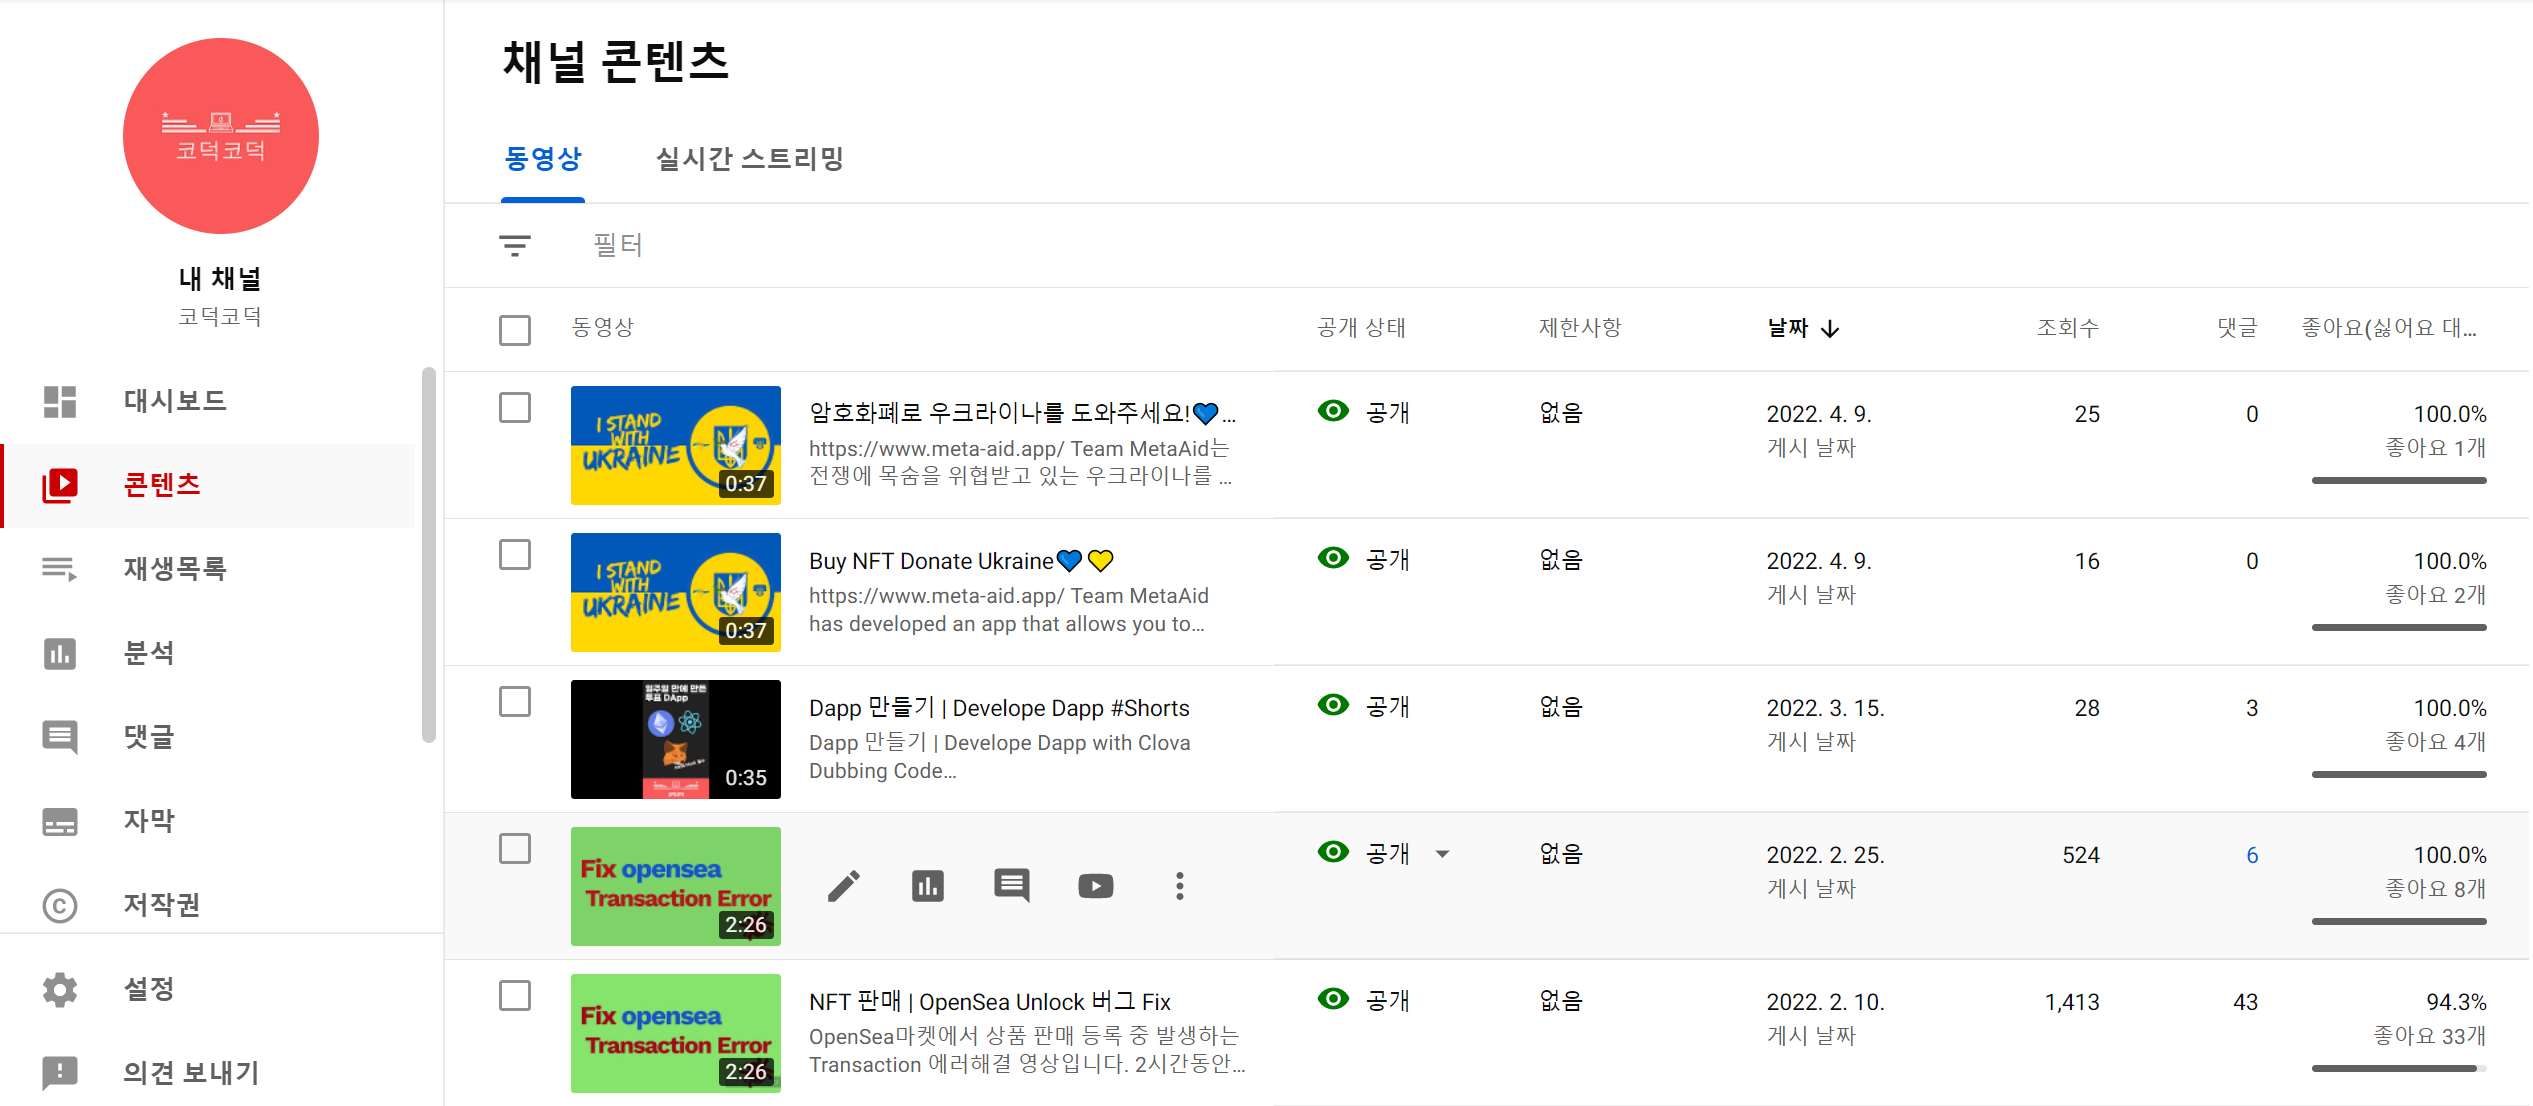 채널 콘텐츠
코덕코덕
내 채널
코덕코덕
대시보드
콘텐츠
재생목록
분석
댓글
자막
저작권
설정
의견 보내기
동영상 실시간 스트리밍
필터
동영상 공개 상태 제한사항 날짜 조회수 댓글 좋아요(싫어요 대...
I STAND
WITH
UKRAINE
0:37
암호화폐로 우크라이나를 도와주세요!💙...
https://www.meta-aid.app/ Team MetaAid는
전쟁에 목숨을 위협받고 있는 우크라이나를 ...
공개 없음 2022. 4. 9. 25 0 100.0%
게시 날짜 좋아요 1개
I STAND
WITH
UKRAINE
0:37
Buy NFT Donate Ukraine💙💛
https://www.meta-aid.app/ Team MetaAid
has developed an app that allows you to...
공개 없음 2022. 4. 9. 16 0 100.0%
게시 날짜 좋아요 2개
일주일 만에 만든
투표 DApp
0:35
Dapp 만들기 | Develope Dapp #Shorts
Dapp 만들기 | Develope Dapp with Clova
Dubbing Code...
공개 없음 2022. 3. 15. 28 3 100.0%
게시 날짜 좋아요 4개
Fix opensea
Transaction Error
2:26
공개 없음 2022. 2. 25. 524 6 100.0%
게시 날짜 좋아요 8개
Fix opensea
Transaction Error
2:26
NFT 판매 | OpenSea Unlock 버그 Fix
OpenSea마켓에서 상품 판매 등록 중 발생하는
Transaction 에러해결 영상입니다. 2시간동안...
공개 없음 2022. 2. 10. 1,413 43 94.3%
게시 날짜 좋아요 33개